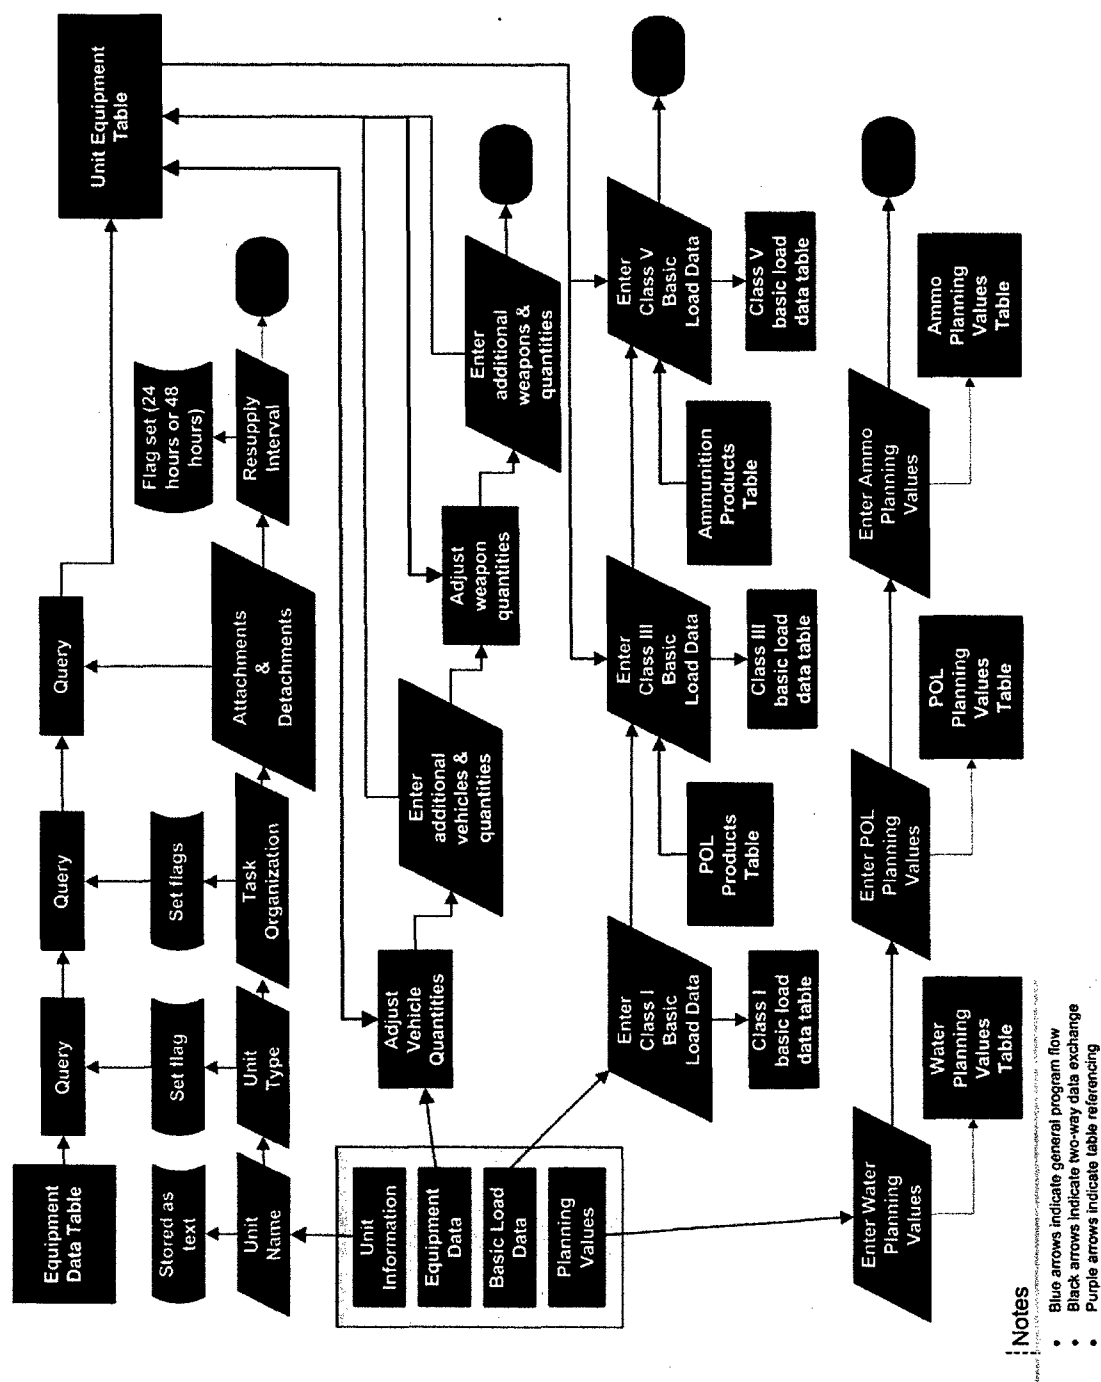 Equipment
Data Table
Query
Query
Query
Unit Equipment
Table
Stored as
text
Set flag
Set flags
Flag set (24
hours or 48
hours)
Unit
Name
Unit
Type
Task
Organization
Attachments
&
Detachments
Resupply
Interval
Unit
Information
Equipment
Data
Basic Load
Data
Planning
Values
Adjust
Vehicle
Quantities
Enter
additional
vehicles &
quantities
Adjust
weapon
quantities
Enter
additional
weapons &
quantities
Enter
Class I
Basic
Load Data
Class I
basic load
data table
POL
Products
Table
Enter
Class III
Basic
Load Data
Class III
basic load
data table
Ammunition
Products
Table
Enter
Class V
Basic
Load Data
Class V
basic load
data table
Enter Water
Planning
Values
Water
Planning
Values
Table
Enter POL
Planning
Values
POL
Planning
Values
Table
Enter Ammo
Planning
Values
Ammo
Planning
Values
Table
Notes
• Blue arrows indicate general program flow
• Black arrows indicate two-way data exchange
• Purple arrows indicate table referencing